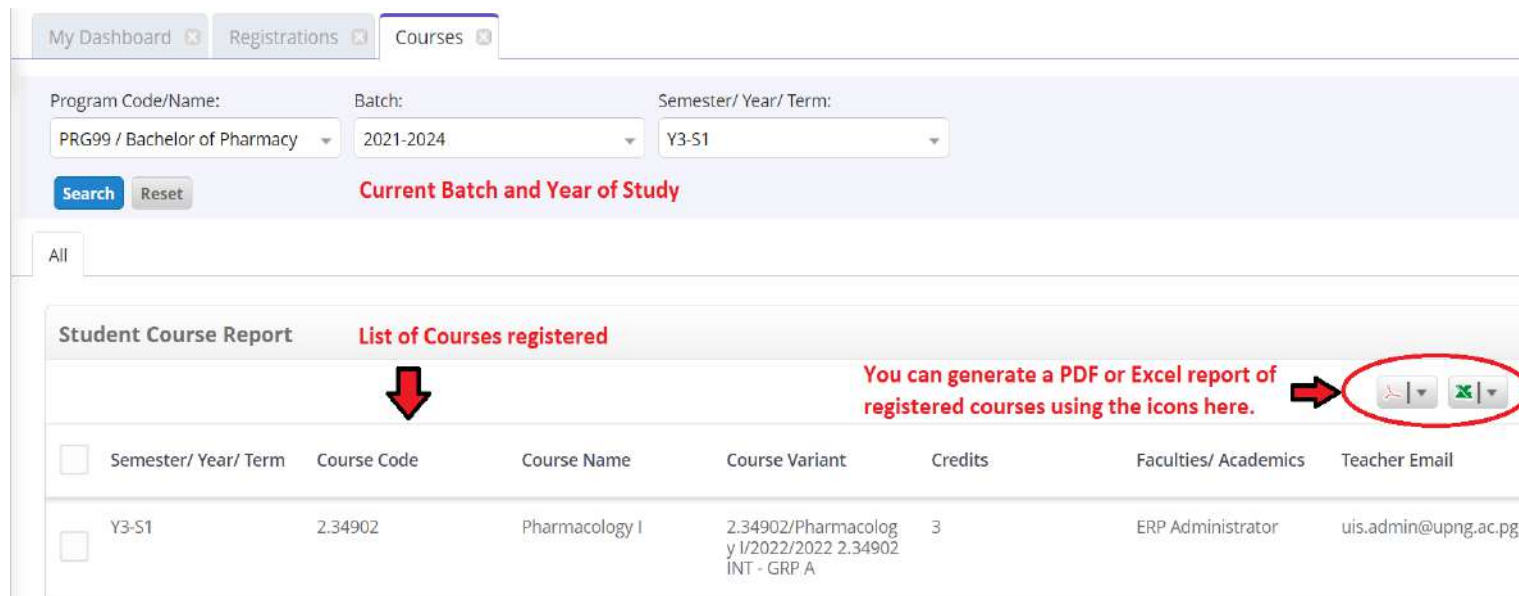 My Dashboard Registrations Courses
Program Code/Name: Batch: Semester/ Year/ Term:
PRG99 / Bachelor of Pharmacy 2021-2024 Y3-S1
Search Reset Current Batch and Year of Study
All
Student Course Report List of Courses registered
You can generate a PDF or Excel report of
registered courses using the icons here.
Semester/ Year/ Term Course Code Course Name Course Variant Credits Faculties/ Academics Teacher Email
Y3-S1 2.34902 Pharmacology I 2.34902/Pharmacolog 3 ERP Administrator uis.admin@upng.ac.pg
y I/2022/2022 2.34902
INT - GRP A